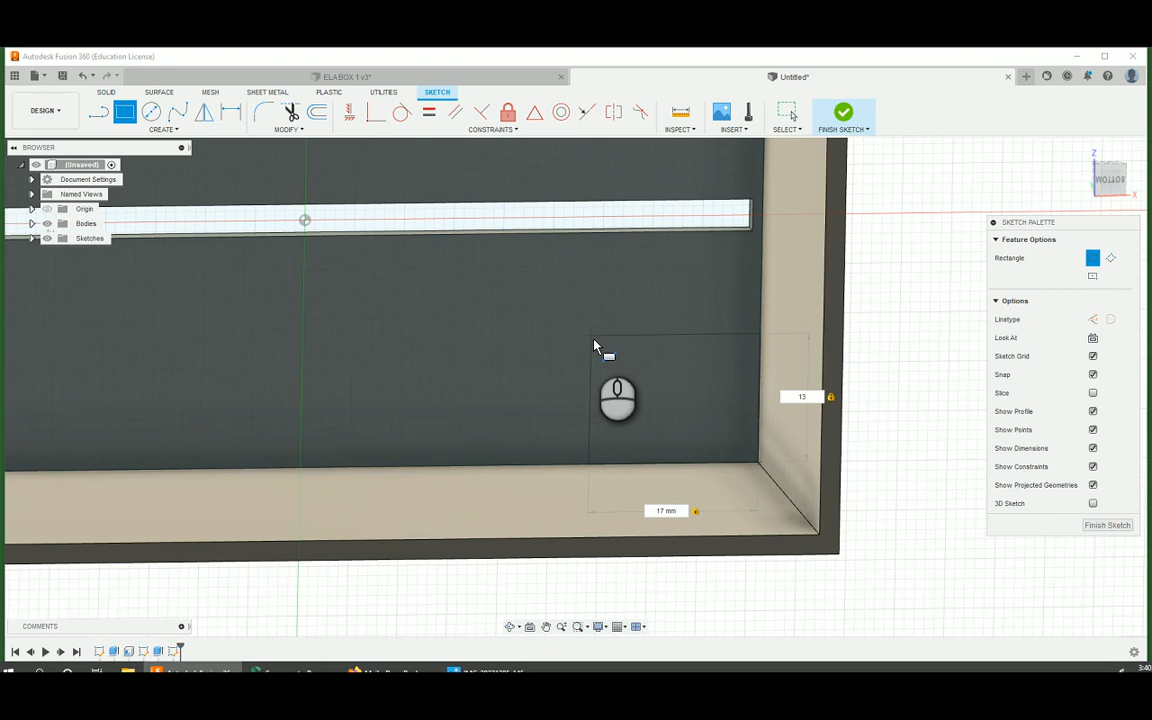 Autodesk Fusion 360 (Education License)
ELABOX 1 v3*
Untitled*
DESIGN
SOLID
SURFACE
MESH
SHEET METAL
PLASTIC
UTILITIES
SKETCH
CREATE
MODIFY
CONSTRAINTS
INSPECT
INSERT
SELECT
FINISH SKETCH
BROWSER
(Unsaved)
Document Settings
Named Views
Origin
Bodies
Sketches
Z
BOTTOM
X
SKETCH PALETTE
Feature Options
Rectangle
Options
Linetype
Look At
Sketch Grid
Snap
Slice
Show Profile
Show Points
Show Dimensions
Show Constraints
Show Projected Geometries
3D Sketch
Finish Sketch
13
17 mm
COMMENTS
3:40